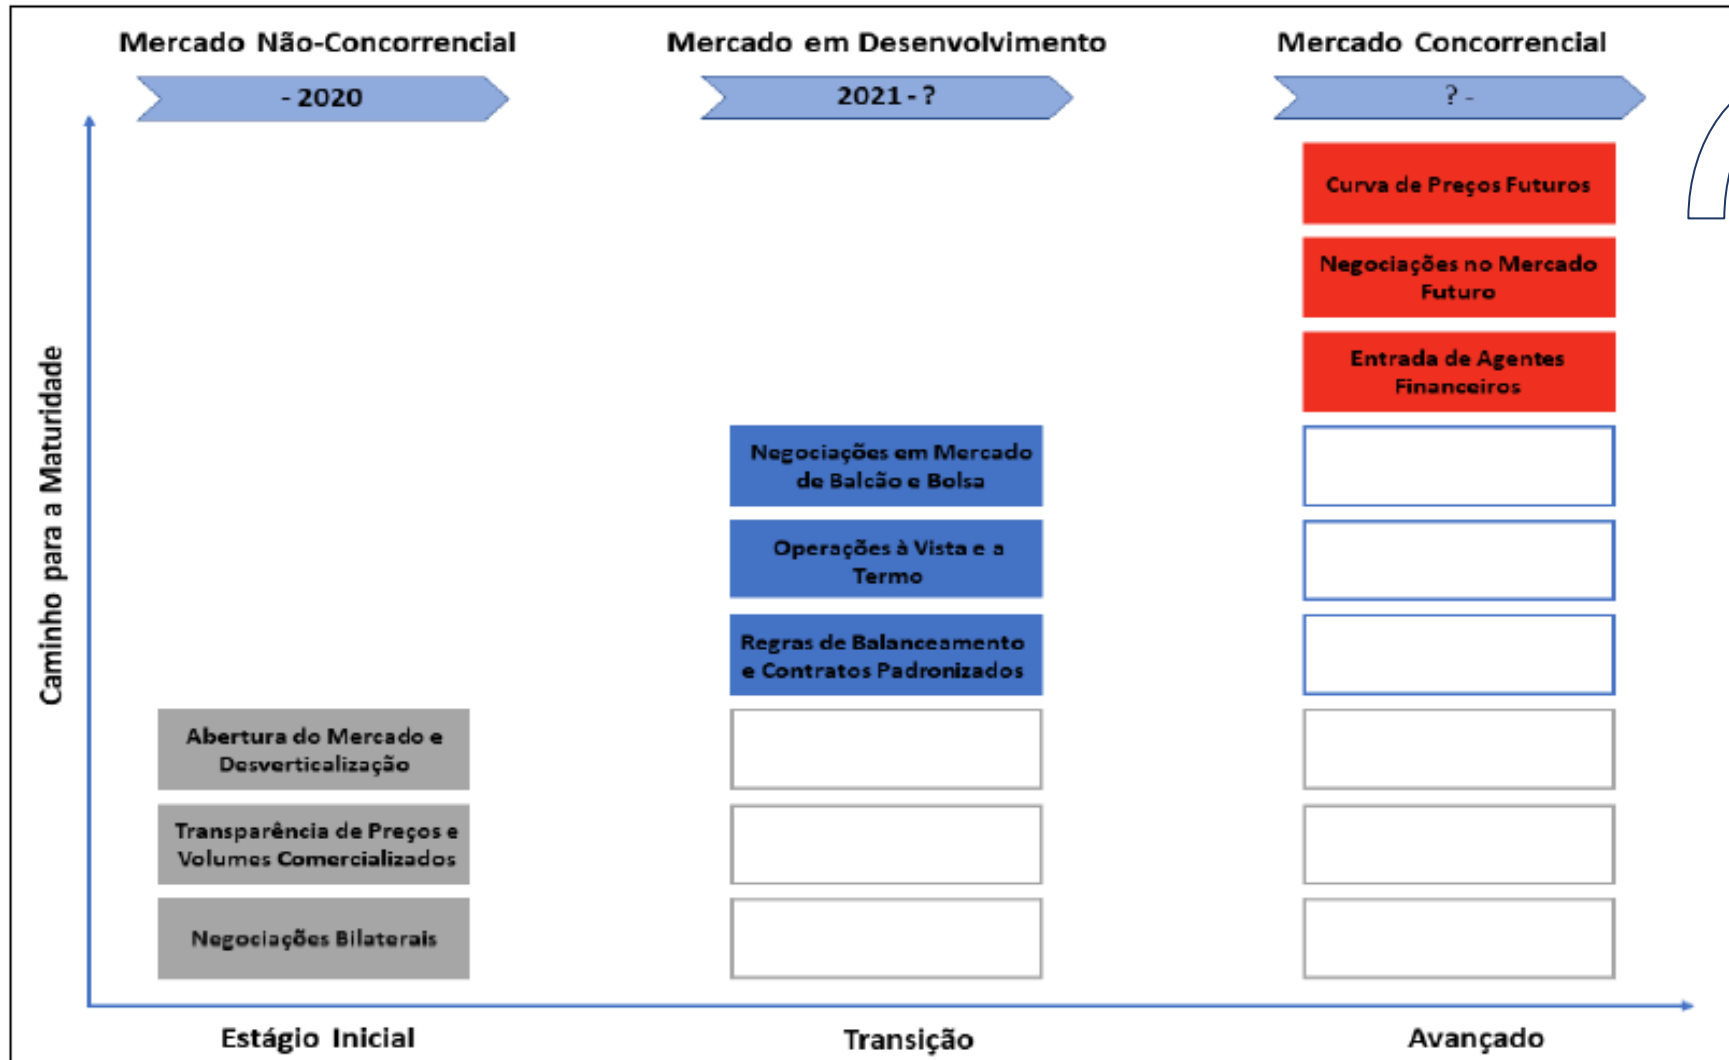 Mercado Não-Concorrencial
Mercado em Desenvolvimento
Mercado Concorrencial
- 2020
2021 - ?
? -
Caminho para a Maturidade
Curva de Preços Futuros
Negociações no Mercado
Futuro
Entrada de Agentes
Financeiros
Negociações em Mercado
de Balcão e Bolsa
Operações à Vista e a
Termo
Regras de Balanceamento
e Contratos Padronizados
Abertura do Mercado e
Desverticalização
Transparência de Preços e
Volumes Comercializados
Negociações Bilaterais
Estágio Inicial
Transição
Avançado